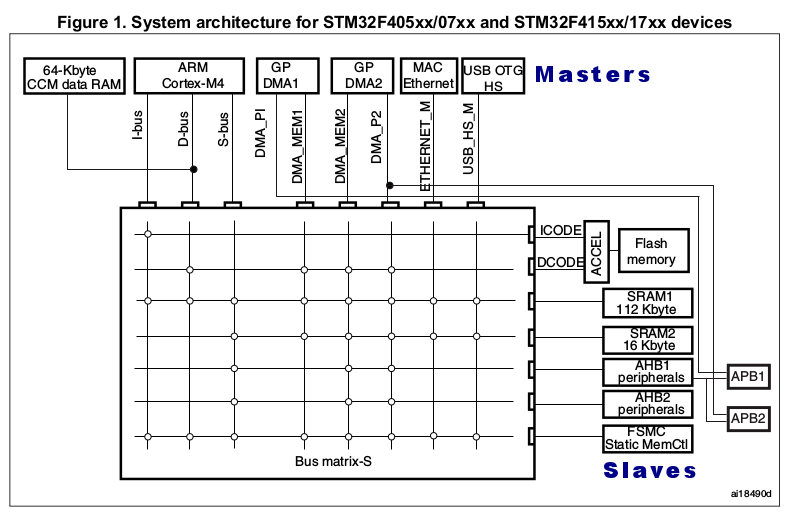 Figure 1. System architecture for STM32F405xx/07xx and STM32F415xx/17xx devices
64-Kbyte
CCM data RAM
ARM
Cortex-M4
GP
DMA1
GP
DMA2
MAC
Ethernet
USB OTG
HS
Masters
I-bus
D-bus
S-bus
DMA_PI
DMA_MEM1
DMA_MEM2
DMA_P2
ETHERNET_M
USB_HS_M
ICODE
DCODE
ACCEL
Flash
memory
SRAM1
112 Kbyte
SRAM2
16 Kbyte
AHB1
peripherals
AHB2
peripherals
FSMC
Static MemCtl
APB1
APB2
Bus matrix-S
Slaves
ai18490d